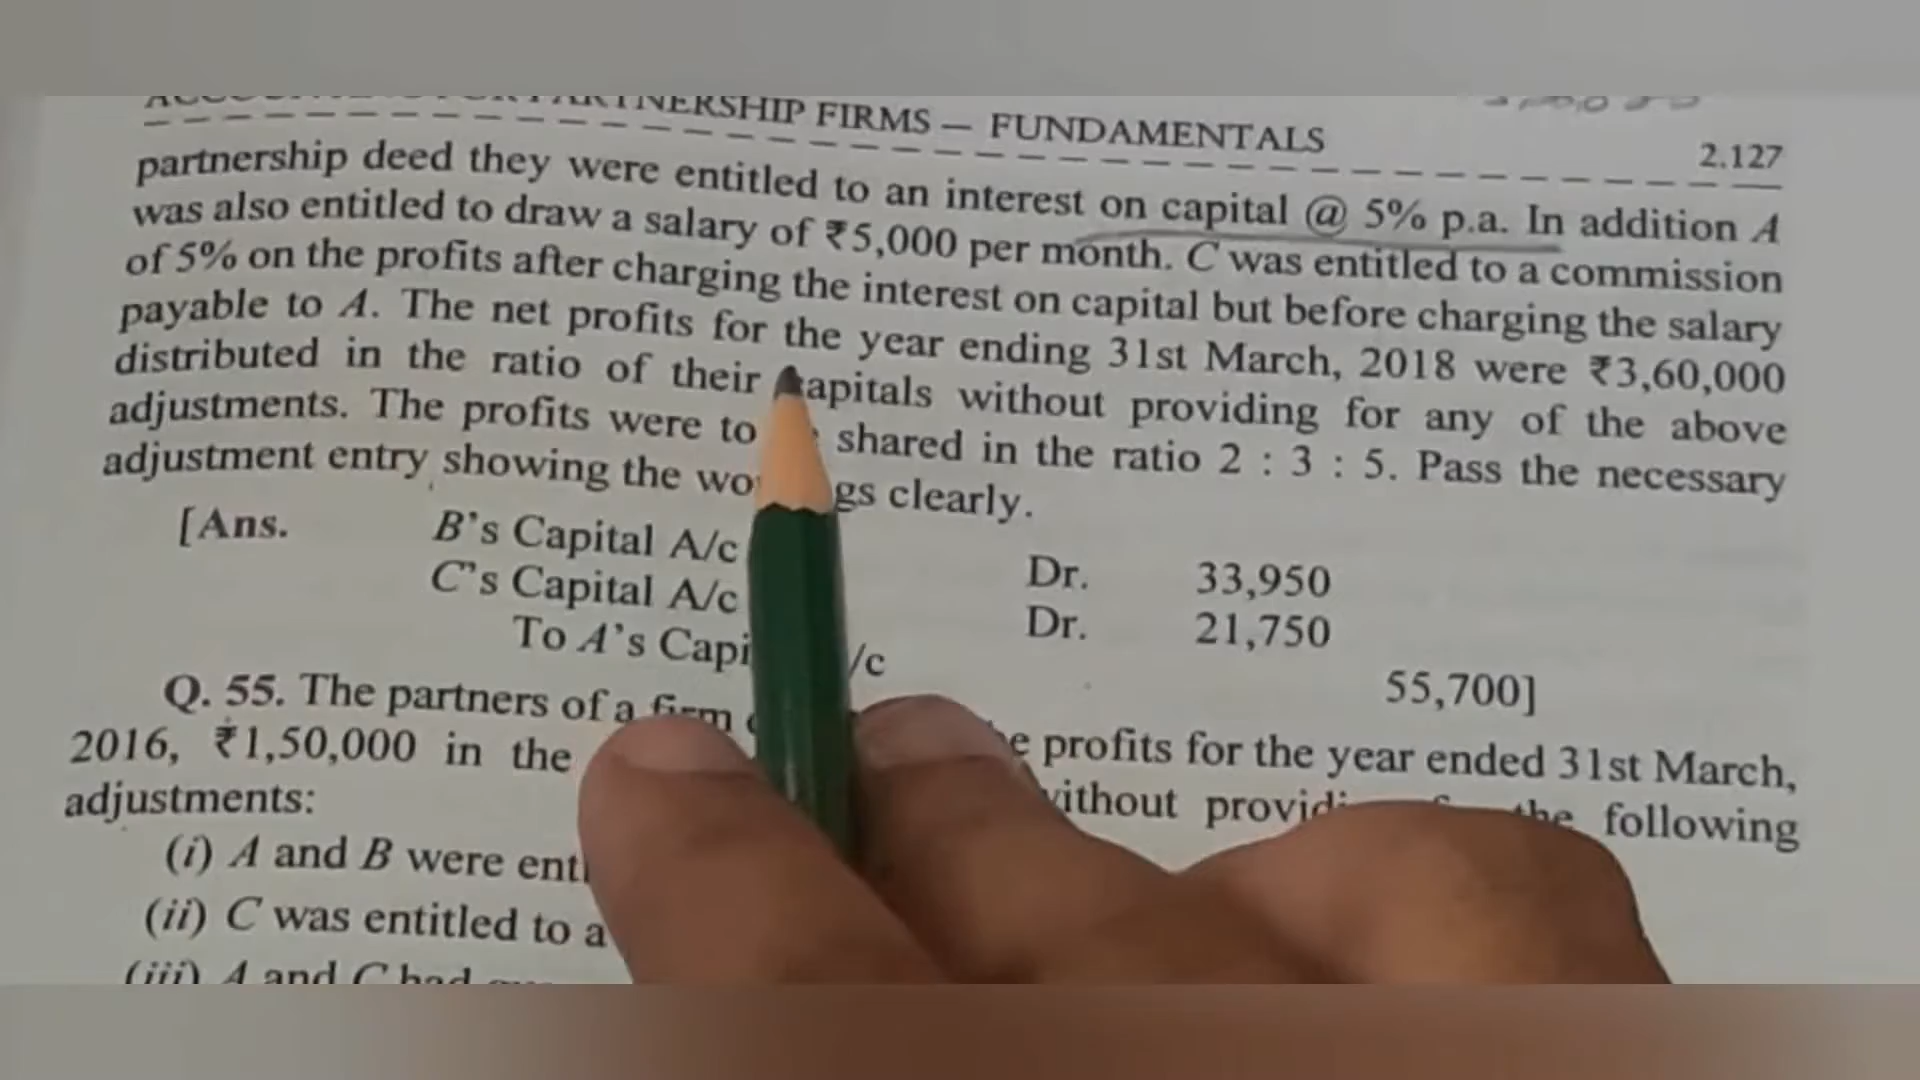 PARTNERSHIP FIRMS — FUNDAMENTALS 2.127
partnership deed they were entitled to an interest on capital @ 5% p.a. In addition A
was also entitled to draw a salary of ₹5,000 per month. C was entitled to a commission
of 5% on the profits after charging the interest on capital but before charging the salary
payable to A. The net profits for the year ending 31st March, 2018 were ₹3,60,000
distributed in the ratio of their capitals without providing for any of the above
adjustments. The profits were to shared in the ratio 2 : 3 : 5. Pass the necessary
adjustment entry showing the clearly.
[Ans. B's Capital A/c Dr. 33,950
C's Capital A/c Dr. 21,750
To A's /c 55,700]
Q. 55. The partners of a firm profits for the year ended 31st March,
2016, ₹1,50,000 in the without the following
adjustments:
(i) A and B were
(ii) C was entitled to a
(iii) A and C had